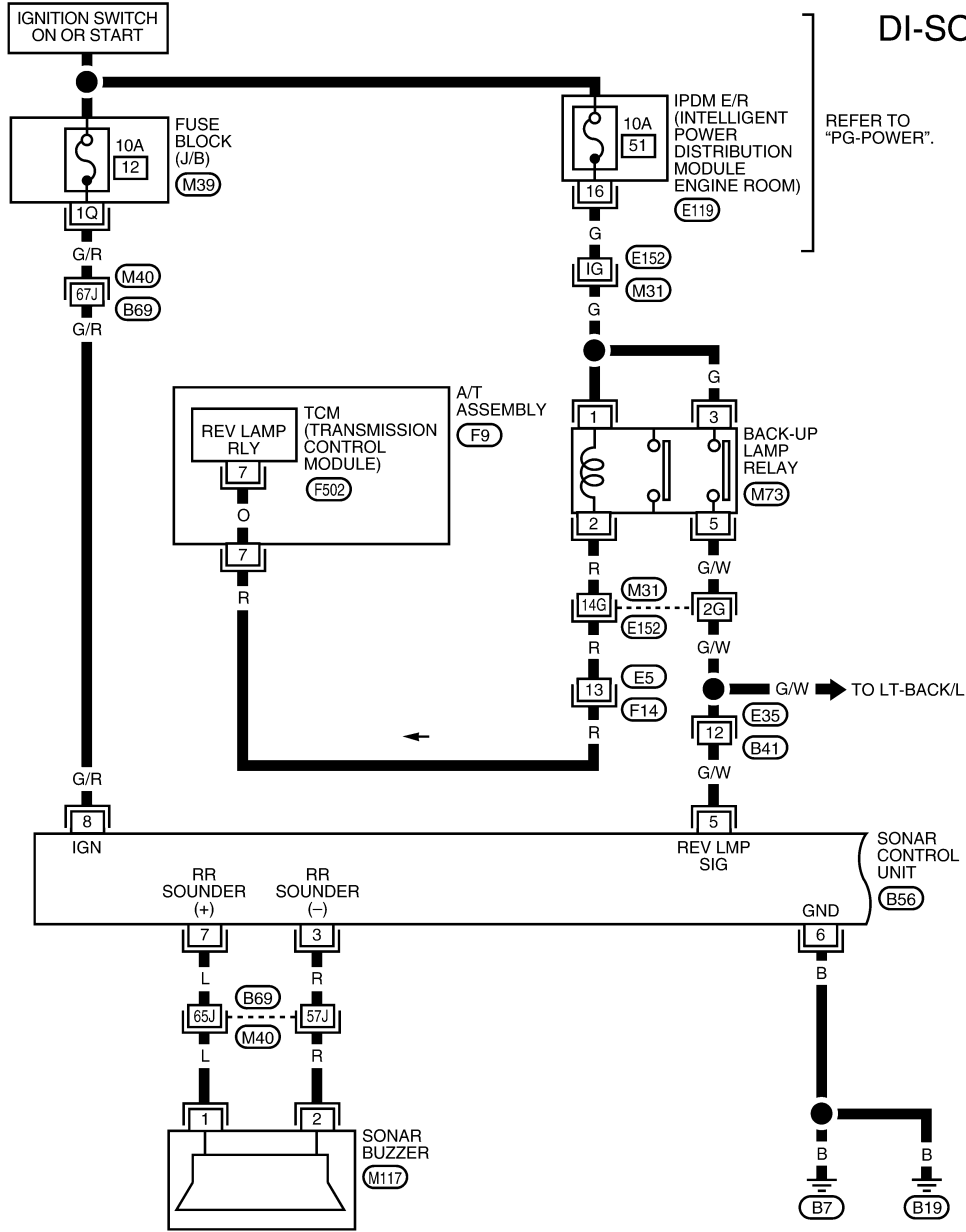 IGNITION SWITCH
ON OR START
DI-SO
10A
12
FUSE
BLOCK
(J/B)
M39
10A
51
IPDM E/R
(INTELLIGENT
POWER
DISTRIBUTION
MODULE
ENGINE ROOM)
E119
REFER TO
“PG-POWER”.
1Q
16
G/R
G
M40
67J
B69
E152
IG
M31
G/R
G
G
A/T
ASSEMBLY
F9
REV LAMP
RLY
TCM
(TRANSMISSION
CONTROL
MODULE)
F502
7
O
7
R
1
3
BACK-UP
LAMP
RELAY
M73
2
5
R
G/W
M31
14G
2G
E152
R
G/W
E5
13
F14
G/W
TO LT-BACK/L
E35
12
B41
R
G/W
G/R
8
5
IGN
REV LMP
SIG
SONAR
CONTROL
UNIT
B56
RR
SOUNDER
(+)
RR
SOUNDER
(–)
GND
7
3
6
L
R
B
B69
65J
57J
M40
L
R
1
2
SONAR
BUZZER
M117
B
B
B7
B19